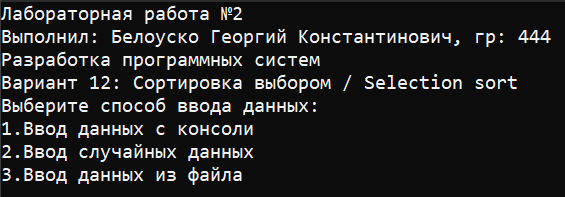 Лабораторная работа №2
Выполнил: Белоуско Георгий Константинович, гр: 444
Разработка программных систем
Вариант 12: Сортировка выбором / Selection sort
Выберите способ ввода данных:
1.Ввод данных с консоли
2.Ввод случайных данных
3.Ввод данных из файла